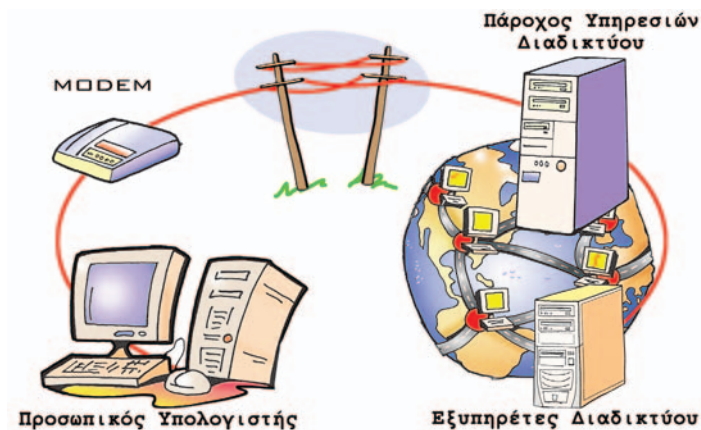 Πάροχος Υπηρεσιών
Διαδικτύου
MODEM
Προσωπικός Υπολογιστής
Εξυπηρέτες Διαδικτύου